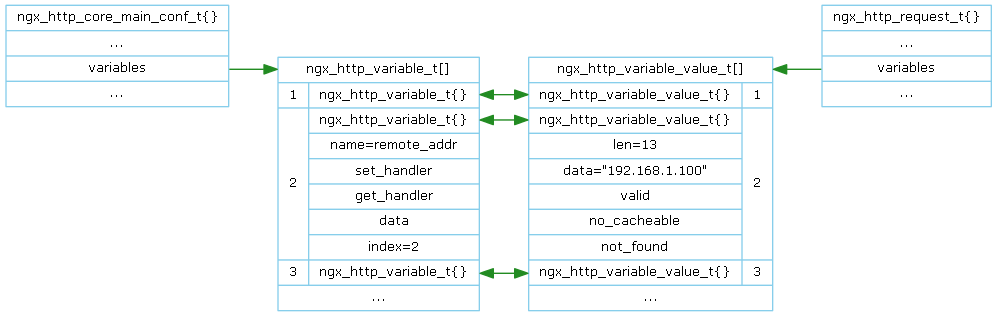 ngx_http_core_main_conf_t{}
...
variables
...
ngx_http_variable_t[]
1
ngx_http_variable_t{}
2
ngx_http_variable_t{}
name=remote_addr
set_handler
get_handler
data
index=2
3
ngx_http_variable_t{}
...
ngx_http_variable_value_t[]
ngx_http_variable_value_t{}
1
ngx_http_variable_value_t{}
len=13
data="192.168.1.100"
valid
no_cacheable
not_found
2
ngx_http_variable_value_t{}
3
...
ngx_http_request_t{}
...
variables
...